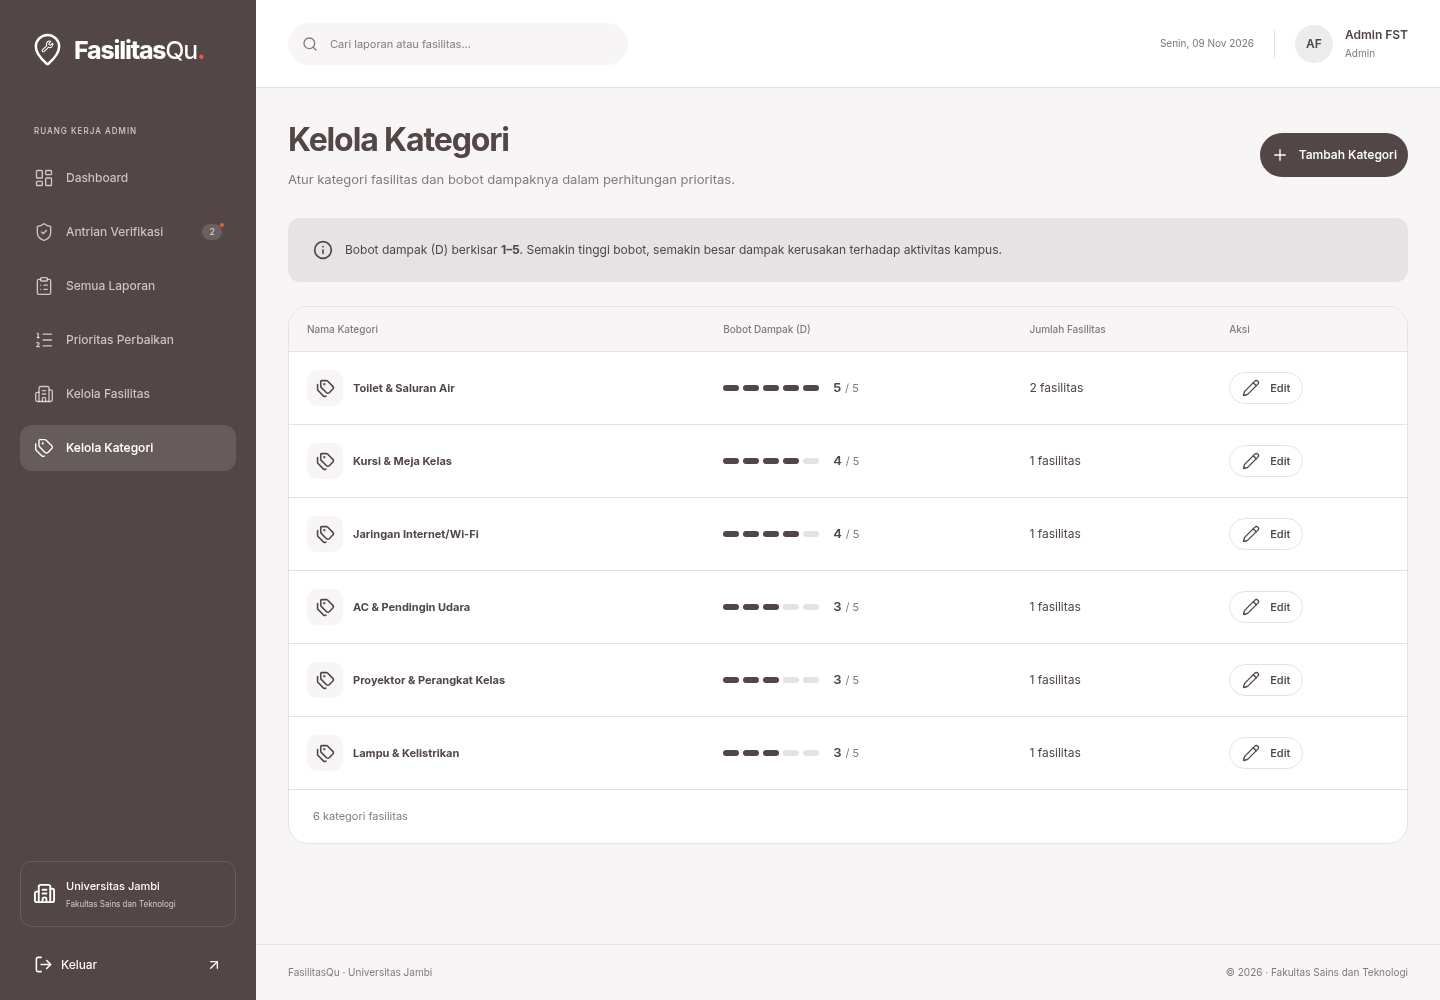 FasilitasQu.
RUANG KERJA ADMIN
Dashboard
Antrian Verifikasi 2
Semua Laporan
Prioritas Perbaikan
Kelola Fasilitas
Kelola Kategori
Universitas Jambi
Fakultas Sains dan Teknologi
Keluar
Cari laporan atau fasilitas...
Senin, 09 Nov 2026
AF
Admin FST
Admin
Kelola Kategori
Atur kategori fasilitas dan bobot dampaknya dalam perhitungan prioritas.
Tambah Kategori
Bobot dampak (D) berkisar 1–5. Semakin tinggi bobot, semakin besar dampak kerusakan terhadap aktivitas kampus.
Nama Kategori Bobot Dampak (D) Jumlah Fasilitas Aksi
Toilet & Saluran Air 5 / 5 2 fasilitas Edit
Kursi & Meja Kelas 4 / 5 1 fasilitas Edit
Jaringan Internet/Wi-Fi 4 / 5 1 fasilitas Edit
AC & Pendingin Udara 3 / 5 1 fasilitas Edit
Proyektor & Perangkat Kelas 3 / 5 1 fasilitas Edit
Lampu & Kelistrikan 3 / 5 1 fasilitas Edit
6 kategori fasilitas
FasilitasQu · Universitas Jambi
© 2026 · Fakultas Sains dan Teknologi